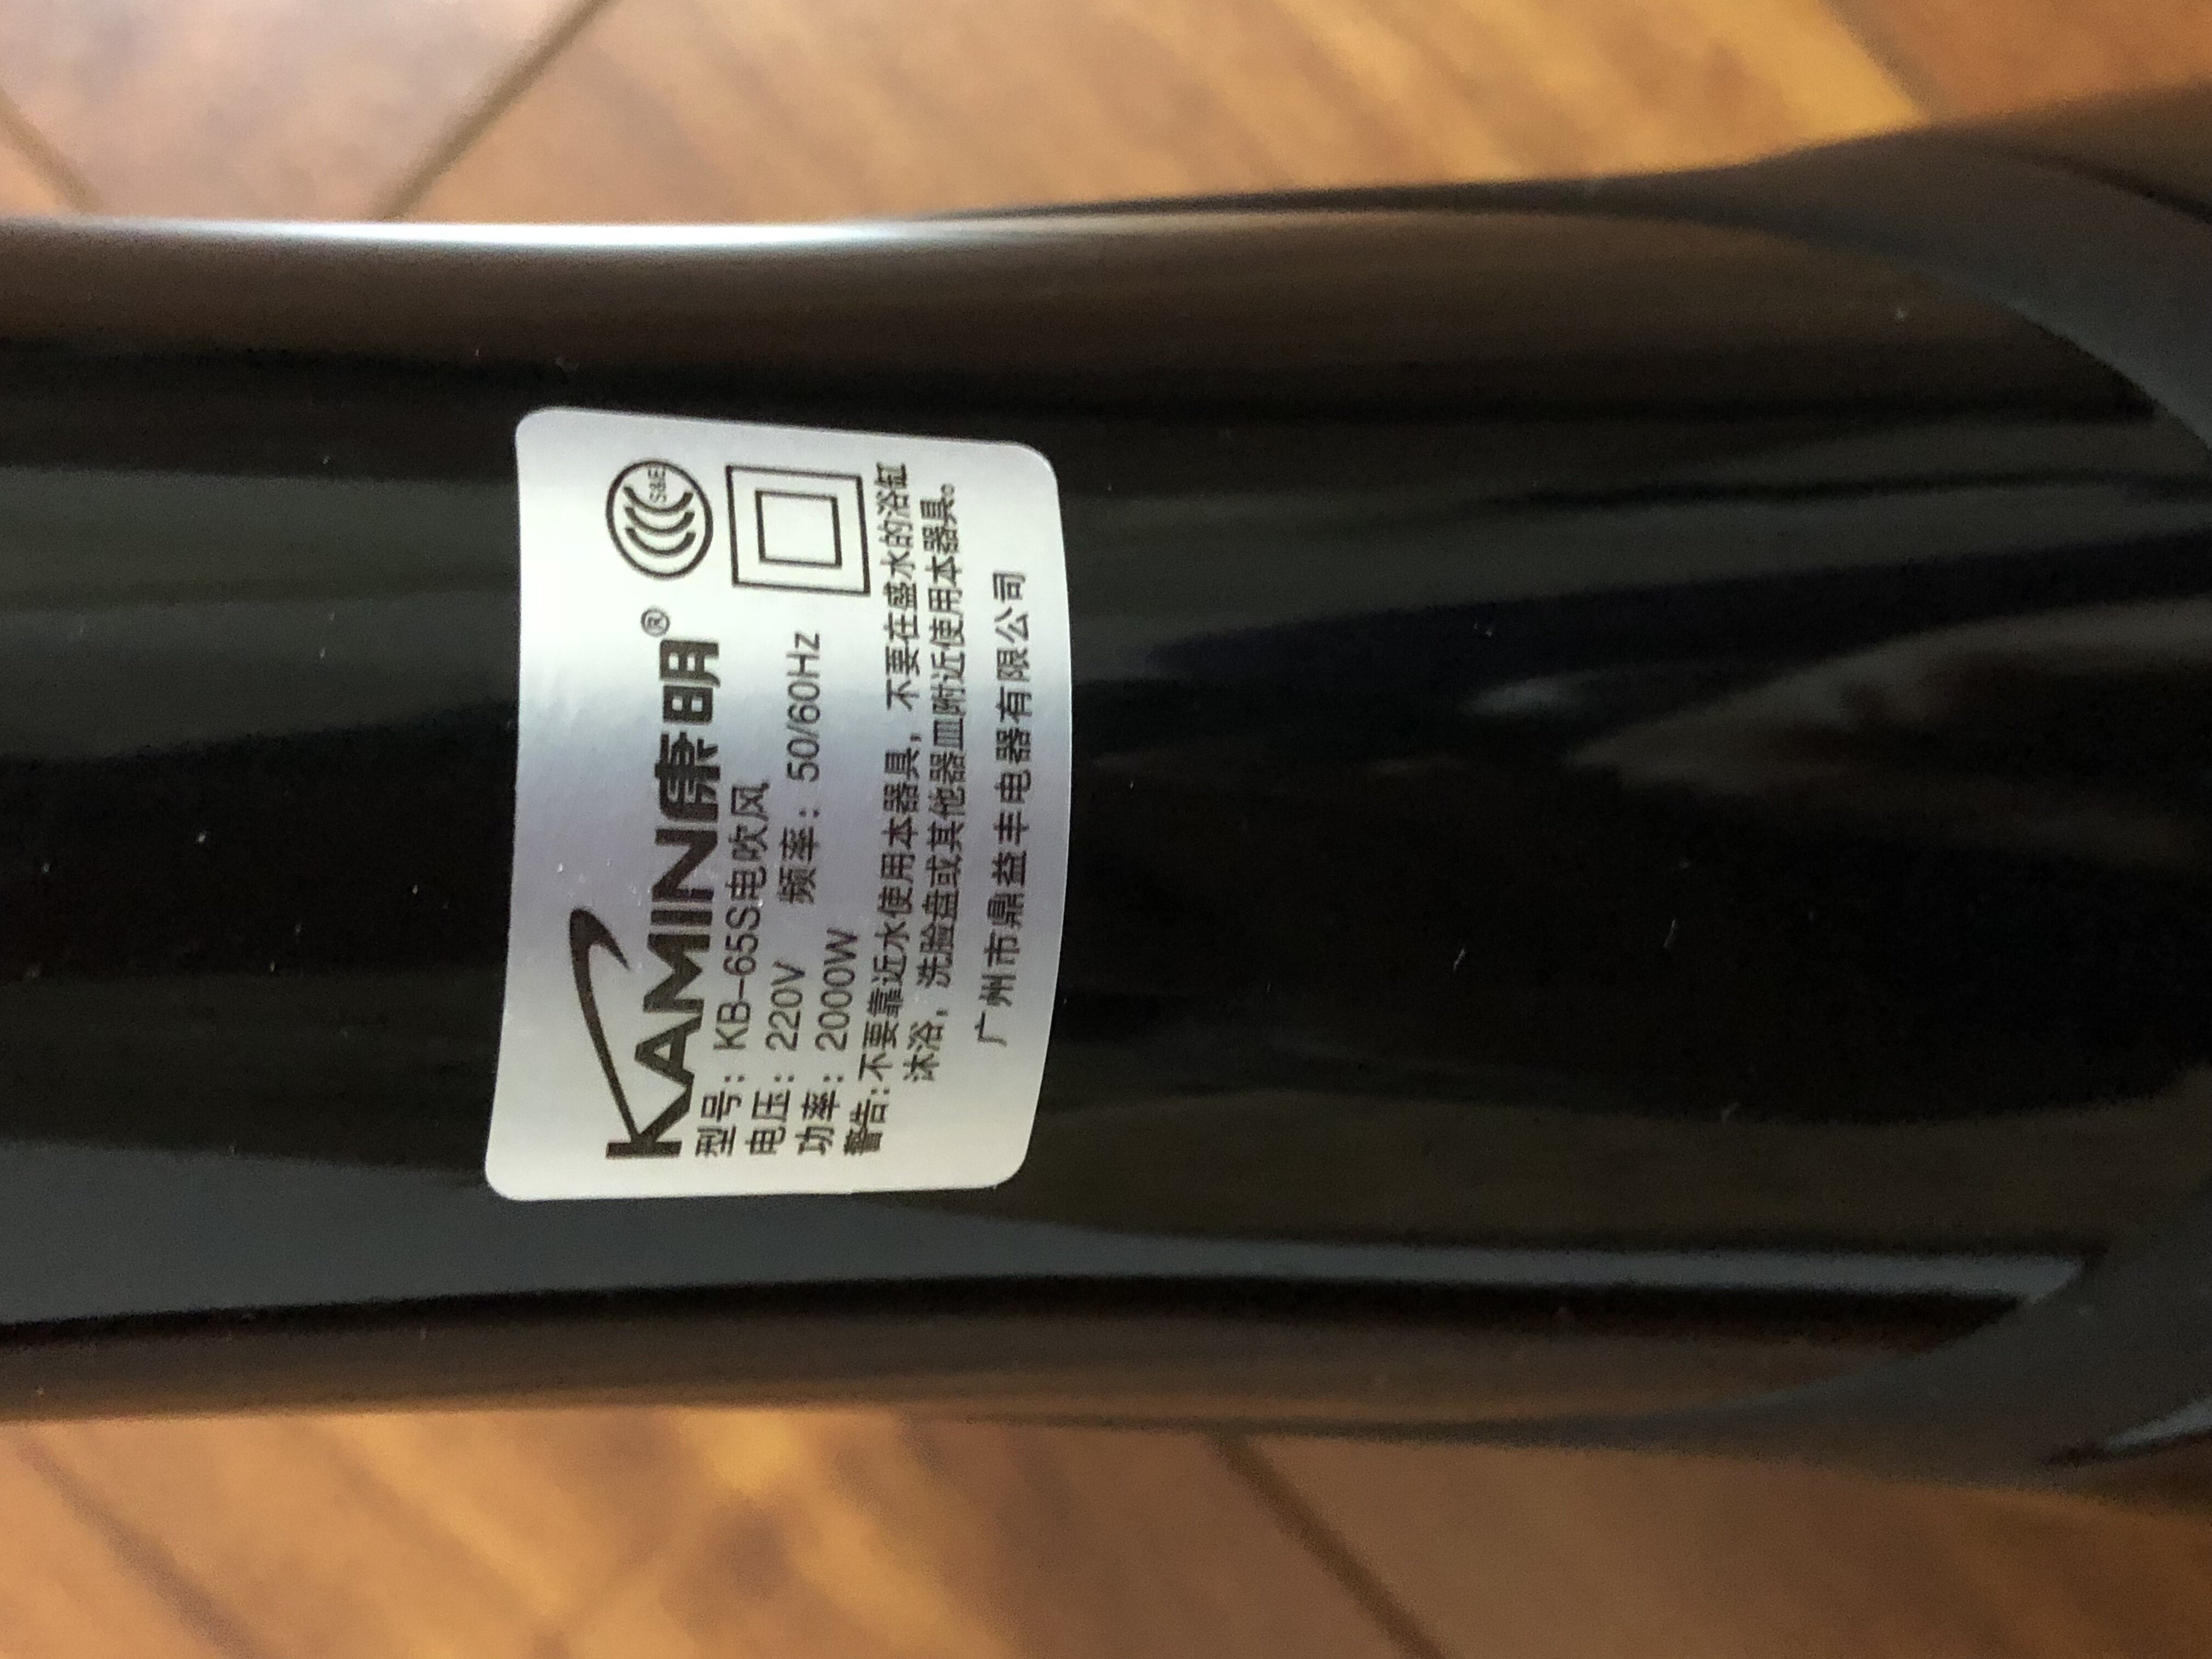 KAMINI康明®
S&E
型号：KB-65S电吹风
电压：220V 频率：50/60Hz
功率：2000W
警告：不要靠近水使用本器具，不要在盛水的浴缸
沐浴，洗脸盘或其他器皿附近使用本器具。
广州市鼎益丰电器有限公司